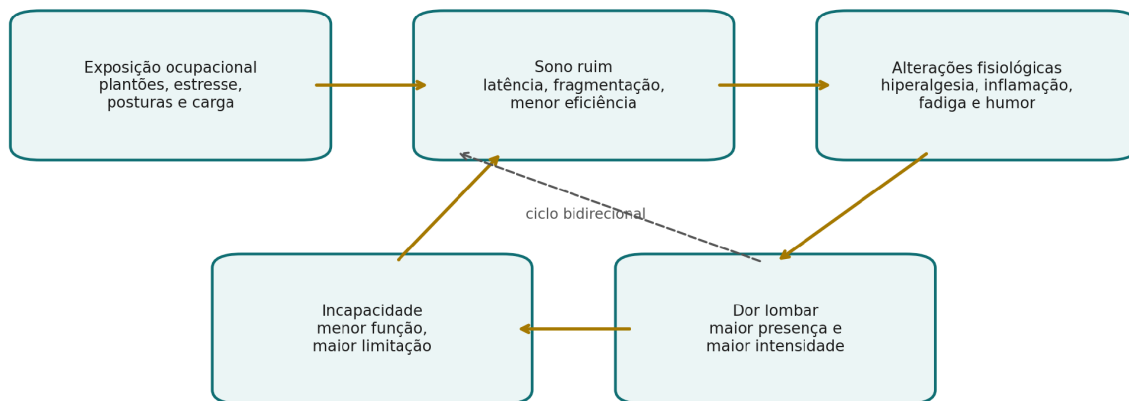 Exposição ocupacional
plantões, estresse,
posturas e carga
Sono ruim
latência, fragmentação,
menor eficiência
Alterações fisiológicas
hiperalgesia, inflamação,
fadiga e humor
ciclo bidirecional
Incapacidade
menor função,
maior limitação
Dor lombar
maior presença e
maior intensidade